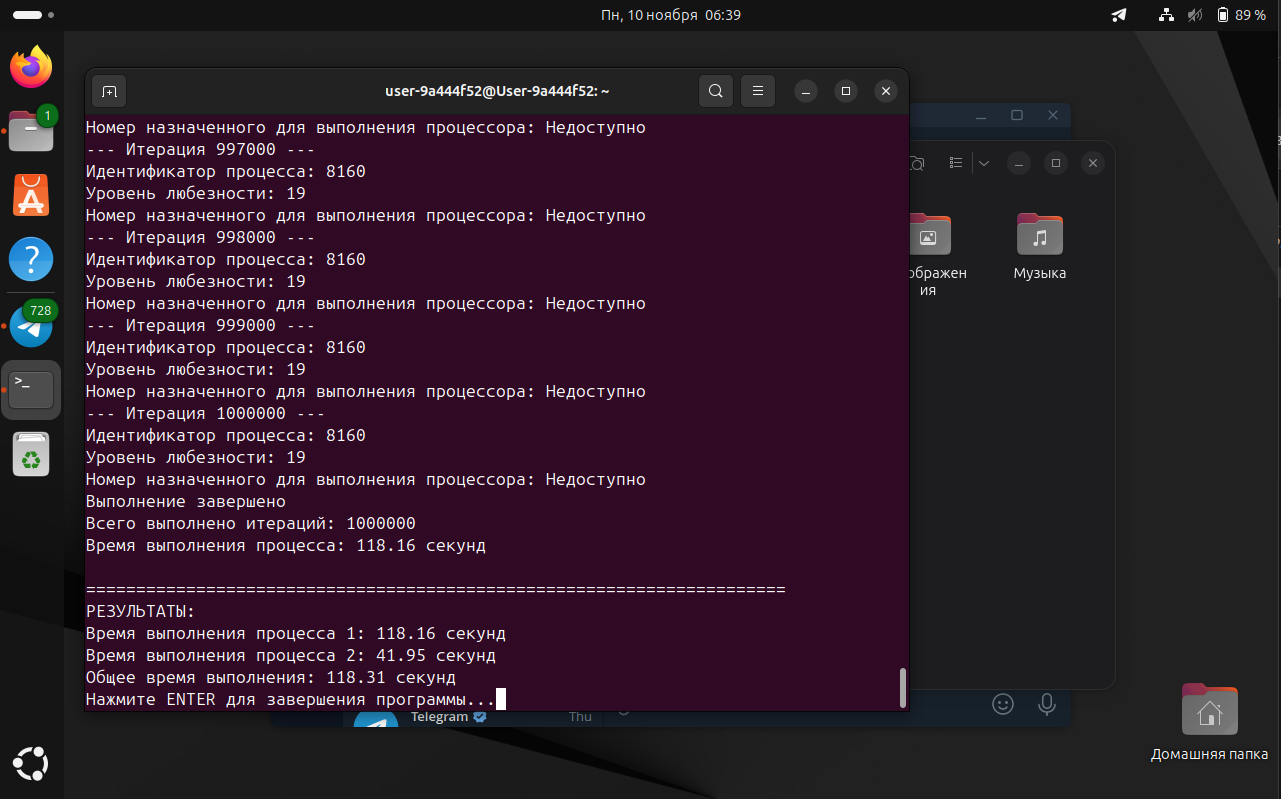 Пн, 10 ноября 06:39
89 %
1
728
user-9a444f52@User-9a444f52: ~
Номер назначенного для выполнения процессора: Недоступно
--- Итерация 997000 ---
Идентификатор процесса: 8160
Уровень любезности: 19
Номер назначенного для выполнения процессора: Недоступно
--- Итерация 998000 ---
Идентификатор процесса: 8160
Уровень любезности: 19
Номер назначенного для выполнения процессора: Недоступно
--- Итерация 999000 ---
Идентификатор процесса: 8160
Уровень любезности: 19
Номер назначенного для выполнения процессора: Недоступно
--- Итерация 1000000 ---
Идентификатор процесса: 8160
Уровень любезности: 19
Номер назначенного для выполнения процессора: Недоступно
Выполнение завершено
Всего выполнено итераций: 1000000
Время выполнения процесса: 118.16 секунд
======================================================================
РЕЗУЛЬТАТЫ:
Время выполнения процесса 1: 118.16 секунд
Время выполнения процесса 2: 41.95 секунд
Общее время выполнения: 118.31 секунд
Нажмите ENTER для завершения программы...
ображен
ия
Музыка
Telegram
Thu
Домашняя папка